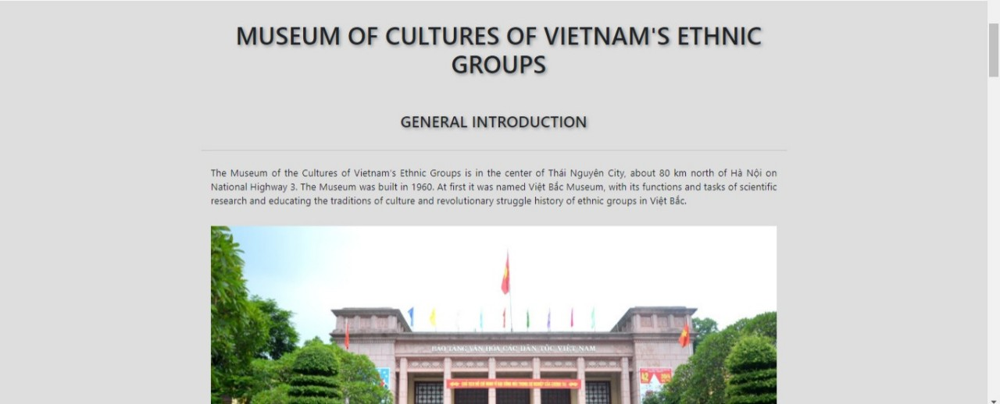 MUSEUM OF CULTURES OF VIETNAM'S ETHNIC
GROUPS
GENERAL INTRODUCTION
The Museum of the Cultures of Vietnam's Ethnic Groups is in the center of Thái Nguyên City, about 80 km north of Hà Nội on
National Highway 3. The Museum was built in 1960. At first it was named Việt Bắc Museum, with its functions and tasks of scientific
research and educating the traditions of culture and revolutionary struggle history of ethnic groups in Việt Bắc.
BẢO TÀNG VĂN HÓA CÁC DÂN TỘC VIỆT NAM